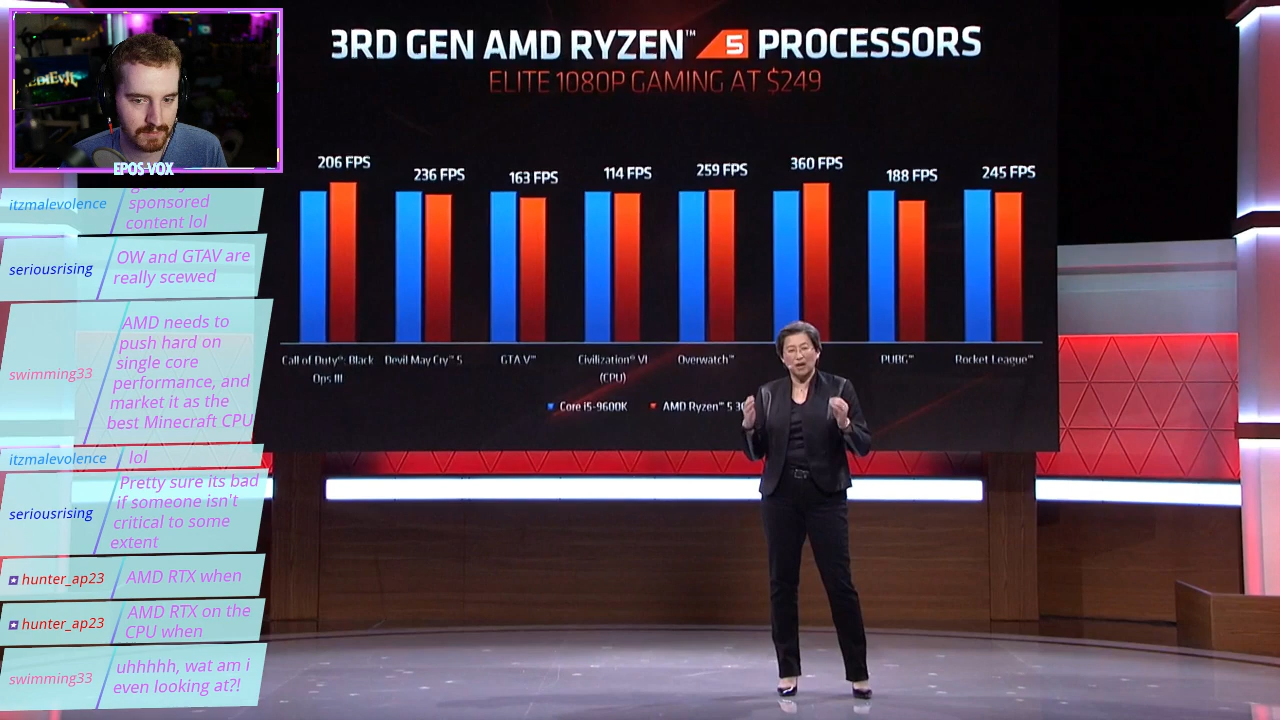 3RD GEN AMD RYZEN™ 5 PROCESSORS
ELITE 1080P GAMING AT $249
EPOS VOX
206 FPS
236 FPS
163 FPS
114 FPS
259 FPS
360 FPS
188 FPS
245 FPS
Call of Duty®: Black
Ops III
Devil May Cry™ 5
GTA V™
Civilization® VI
(CPU)
Overwatch™
PUBG™
Rocket League™
Core i5-9600K
AMD Ryzen™ 5
itzmalevolence
sponsored
content lol
seriousrising
OW and GTAV are
really scewed
swimming33
AMD needs to
push hard on
single core
performance, and
market it as the
best Minecraft CPU
itzmalevolence
lol
seriousrising
Pretty sure its bad
if someone isn't
critical to some
extent
hunter_ap23
AMD RTX when
hunter_ap23
AMD RTX on the
CPU when
swimming33
uhhhhh, wat am i
even looking at?!